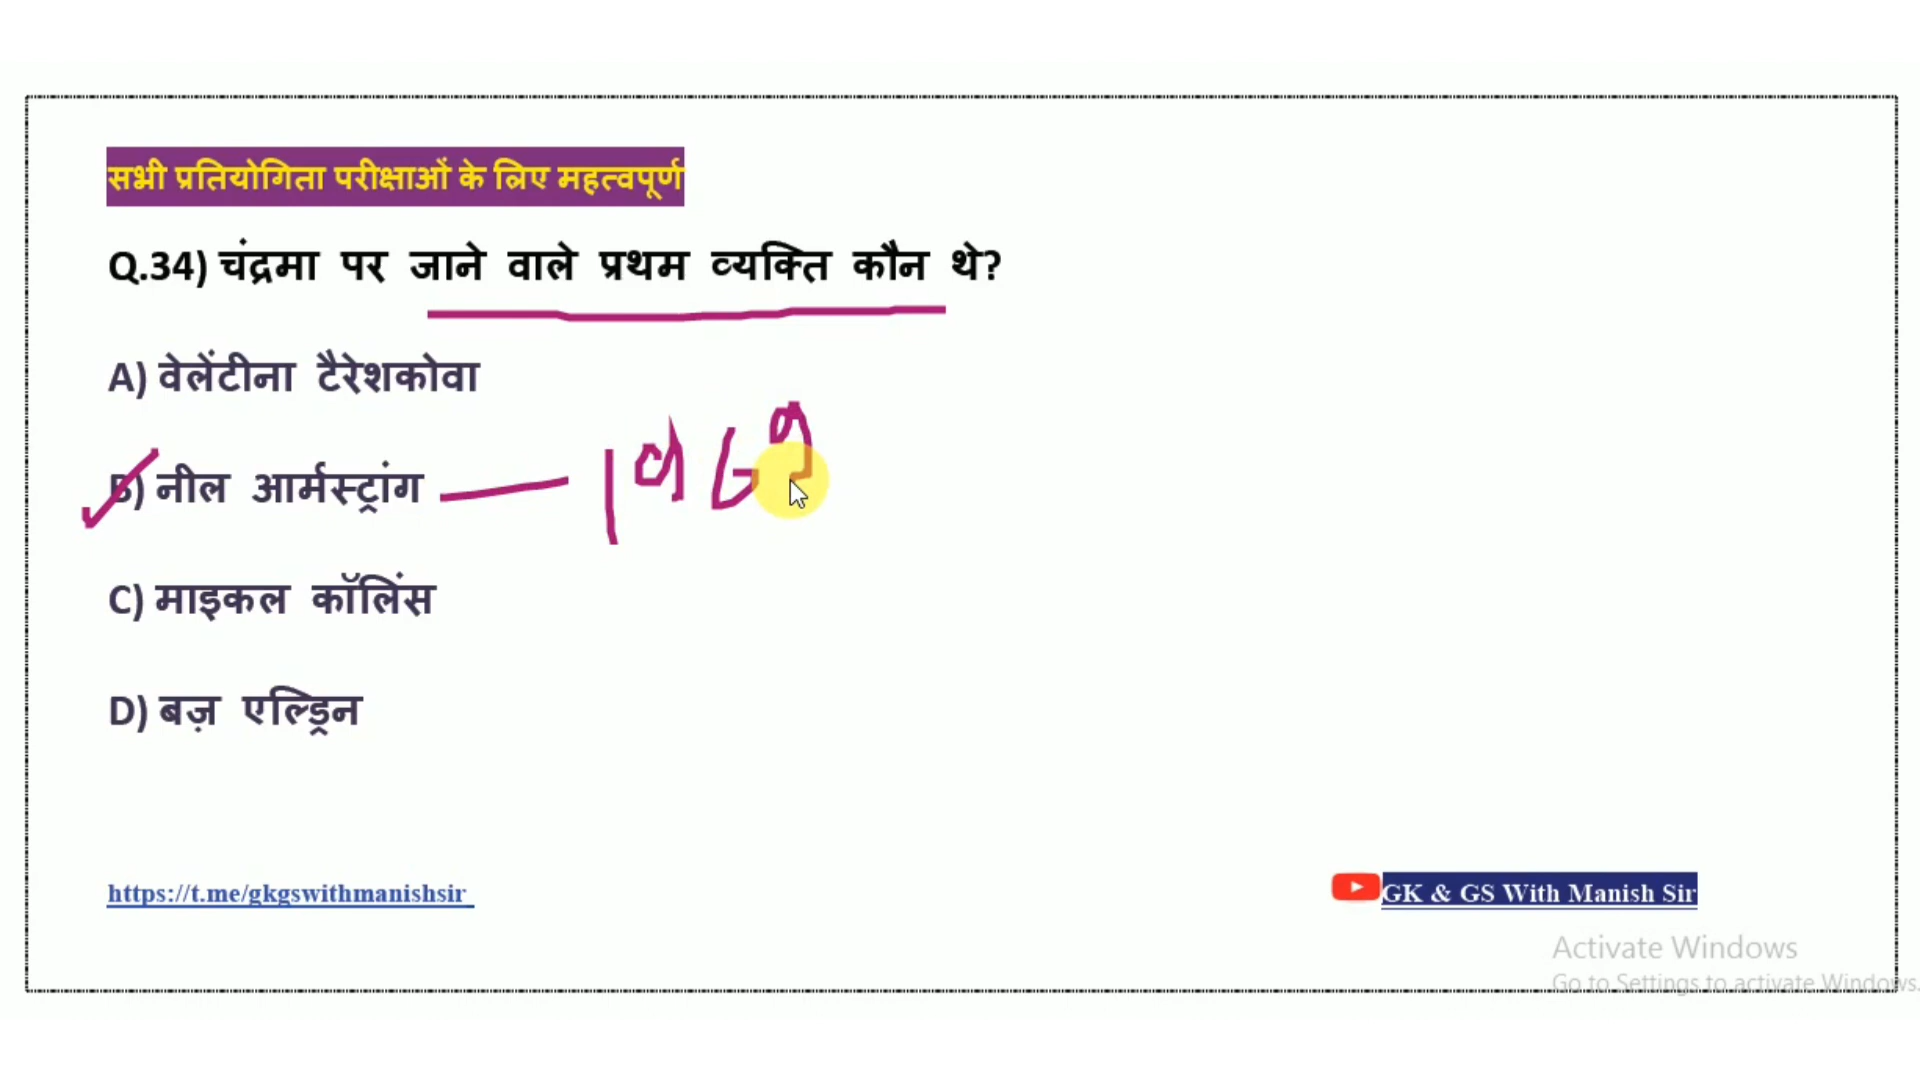 सभी प्रतियोगिता परीक्षाओं के लिए महत्वपूर्ण
Q.34) चंद्रमा पर जाने वाले प्रथम व्यक्ति कौन थे?
A) वेलेंटीना टैरेशकोवा
B) नील आर्मस्ट्रांग — 1969
C) माइकल कॉलिंस
D) बज़ एल्ड्रिन
https://t.me/gkgswithmanishsir
GK & GS With Manish Sir
Activate Windows
Go to Settings to activate Windows.